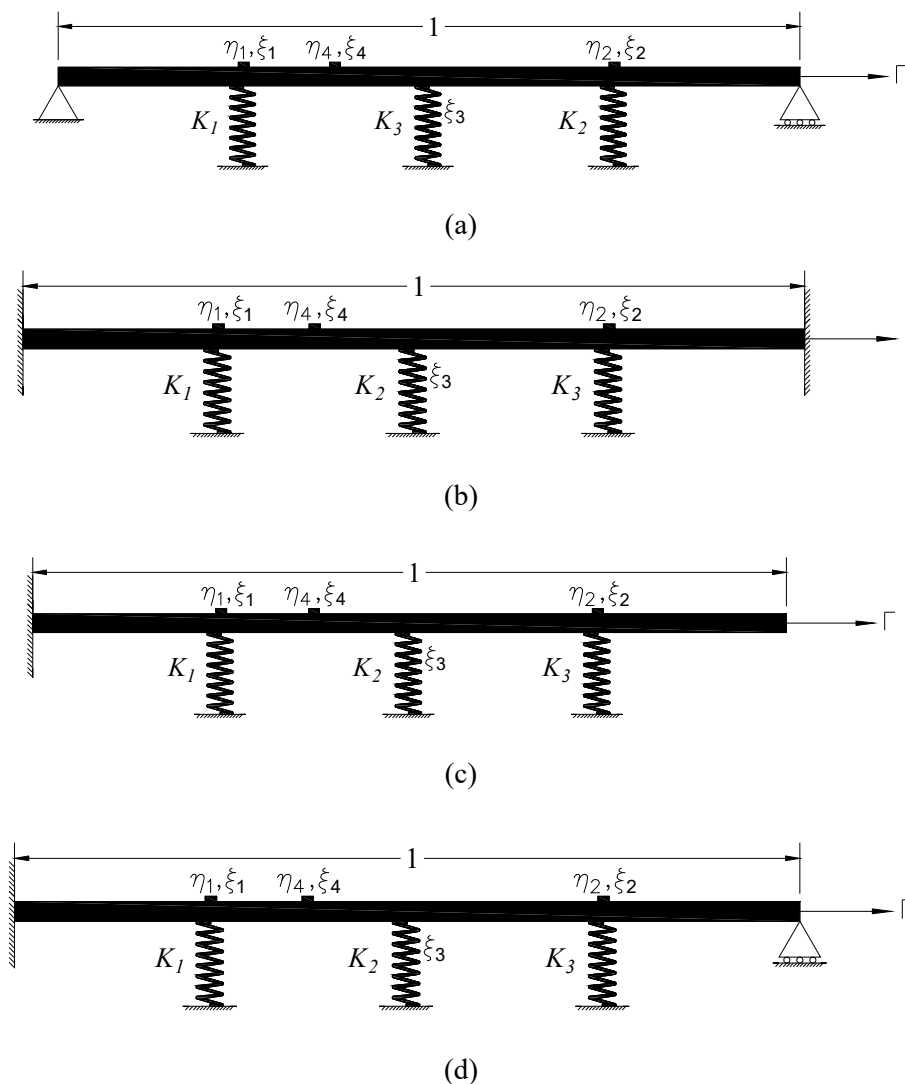 1
η1,ξ1 η4,ξ4 η2,ξ2 Γ
K1 K3 ξ3 K2
(a)
1
η1,ξ1 η4,ξ4 η2,ξ2
K1 K2 ξ3 K3
(b)
1
η1,ξ1 η4,ξ4 η2,ξ2 Γ
K1 K2 ξ3 K3
(c)
1
η1,ξ1 η4,ξ4 η2,ξ2 Γ
K1 K2 ξ3 K3
(d)